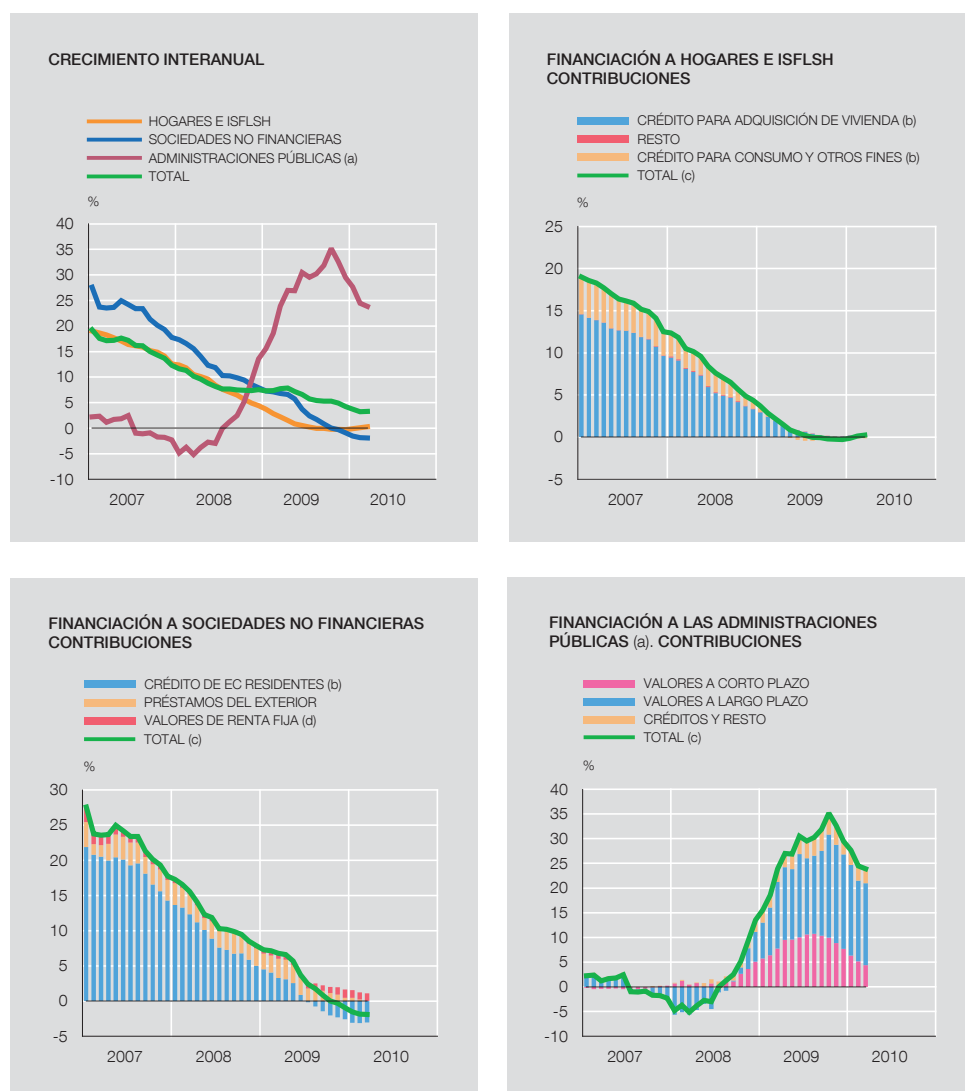 CRECIMIENTO INTERANUAL
HOGARES E ISFLSH
SOCIEDADES NO FINANCIERAS
ADMINISTRACIONES PÚBLICAS (a)
TOTAL
%
40
35
30
25
20
15
10
5
0
-5
-10
2007 2008 2009 2010
FINANCIACIÓN A HOGARES E ISFLSH
CONTRIBUCIONES
CRÉDITO PARA ADQUISICIÓN DE VIVIENDA (b)
RESTO
CRÉDITO PARA CONSUMO Y OTROS FINES (b)
TOTAL (c)
%
25
20
15
10
5
0
-5
2007 2008 2009 2010
FINANCIACIÓN A SOCIEDADES NO FINANCIERAS
CONTRIBUCIONES
CRÉDITO DE EC RESIDENTES (b)
PRÉSTAMOS DEL EXTERIOR
VALORES DE RENTA FIJA (d)
TOTAL (c)
%
30
25
20
15
10
5
0
-5
2007 2008 2009 2010
FINANCIACIÓN A LAS ADMINISTRACIONES
PÚBLICAS (a). CONTRIBUCIONES
VALORES A CORTO PLAZO
VALORES A LARGO PLAZO
CRÉDITOS Y RESTO
TOTAL (c)
%
40
35
30
25
20
15
10
5
0
-5
-10
2007 2008 2009 2010